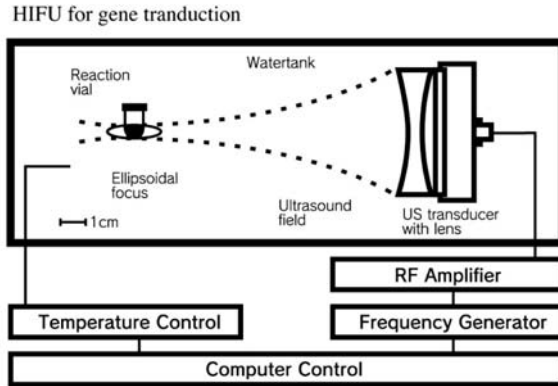 HIFU for gene tranduction
Watertank
Reaction
vial
Ellipsoidal
focus
Ultrasound
field
US transducer
with lens
1cm
RF Amplifier
Temperature Control
Frequency Generator
Computer Control